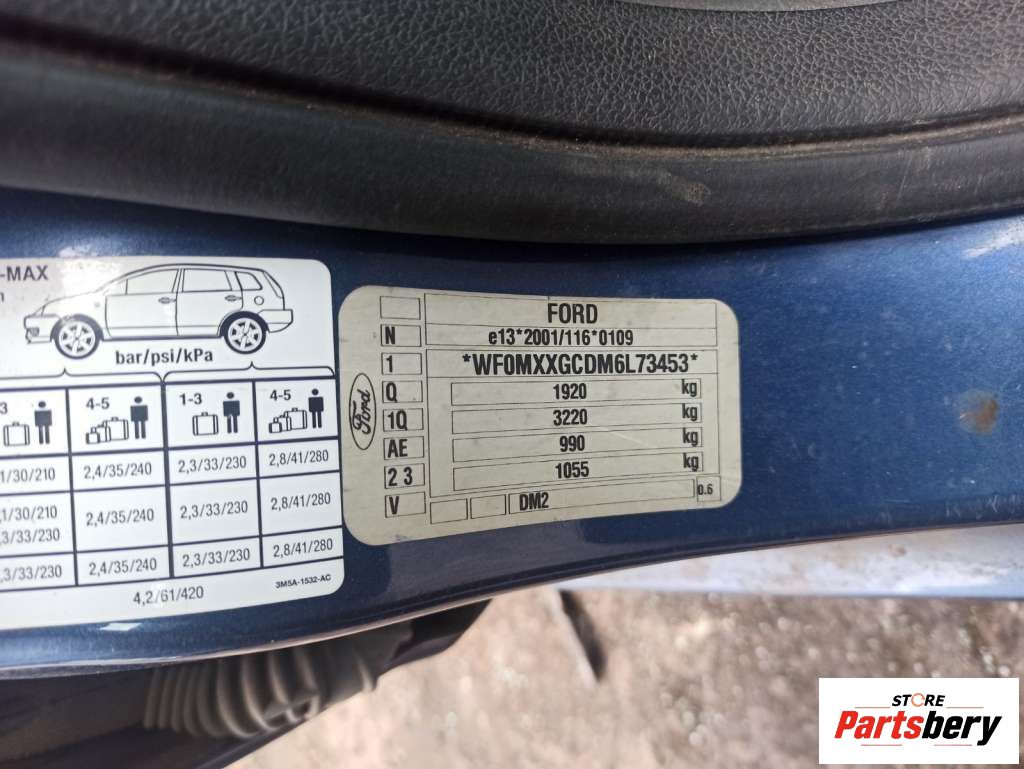 -MAX
bar/psi/kPa
3 4-5 1-3 4-5
1/30/210 2,4/35/240 2,3/33/230 2,8/41/280
1/30/210 2,4/35/240 2,3/33/230 2,8/41/280
,3/33/230
,3/33/230 2,4/35/240 2,3/33/230 2,8/41/280
4,2/61/420
3M5A-1532-AC
Ford
FORD
N e13*2001/116*0109
1 *WF0MXXGCDM6L73453*
Q 1920 kg
1Q 3220 kg
AE 990 kg
2 3 1055 kg
V DM2 0.6
STORE
Partsbery